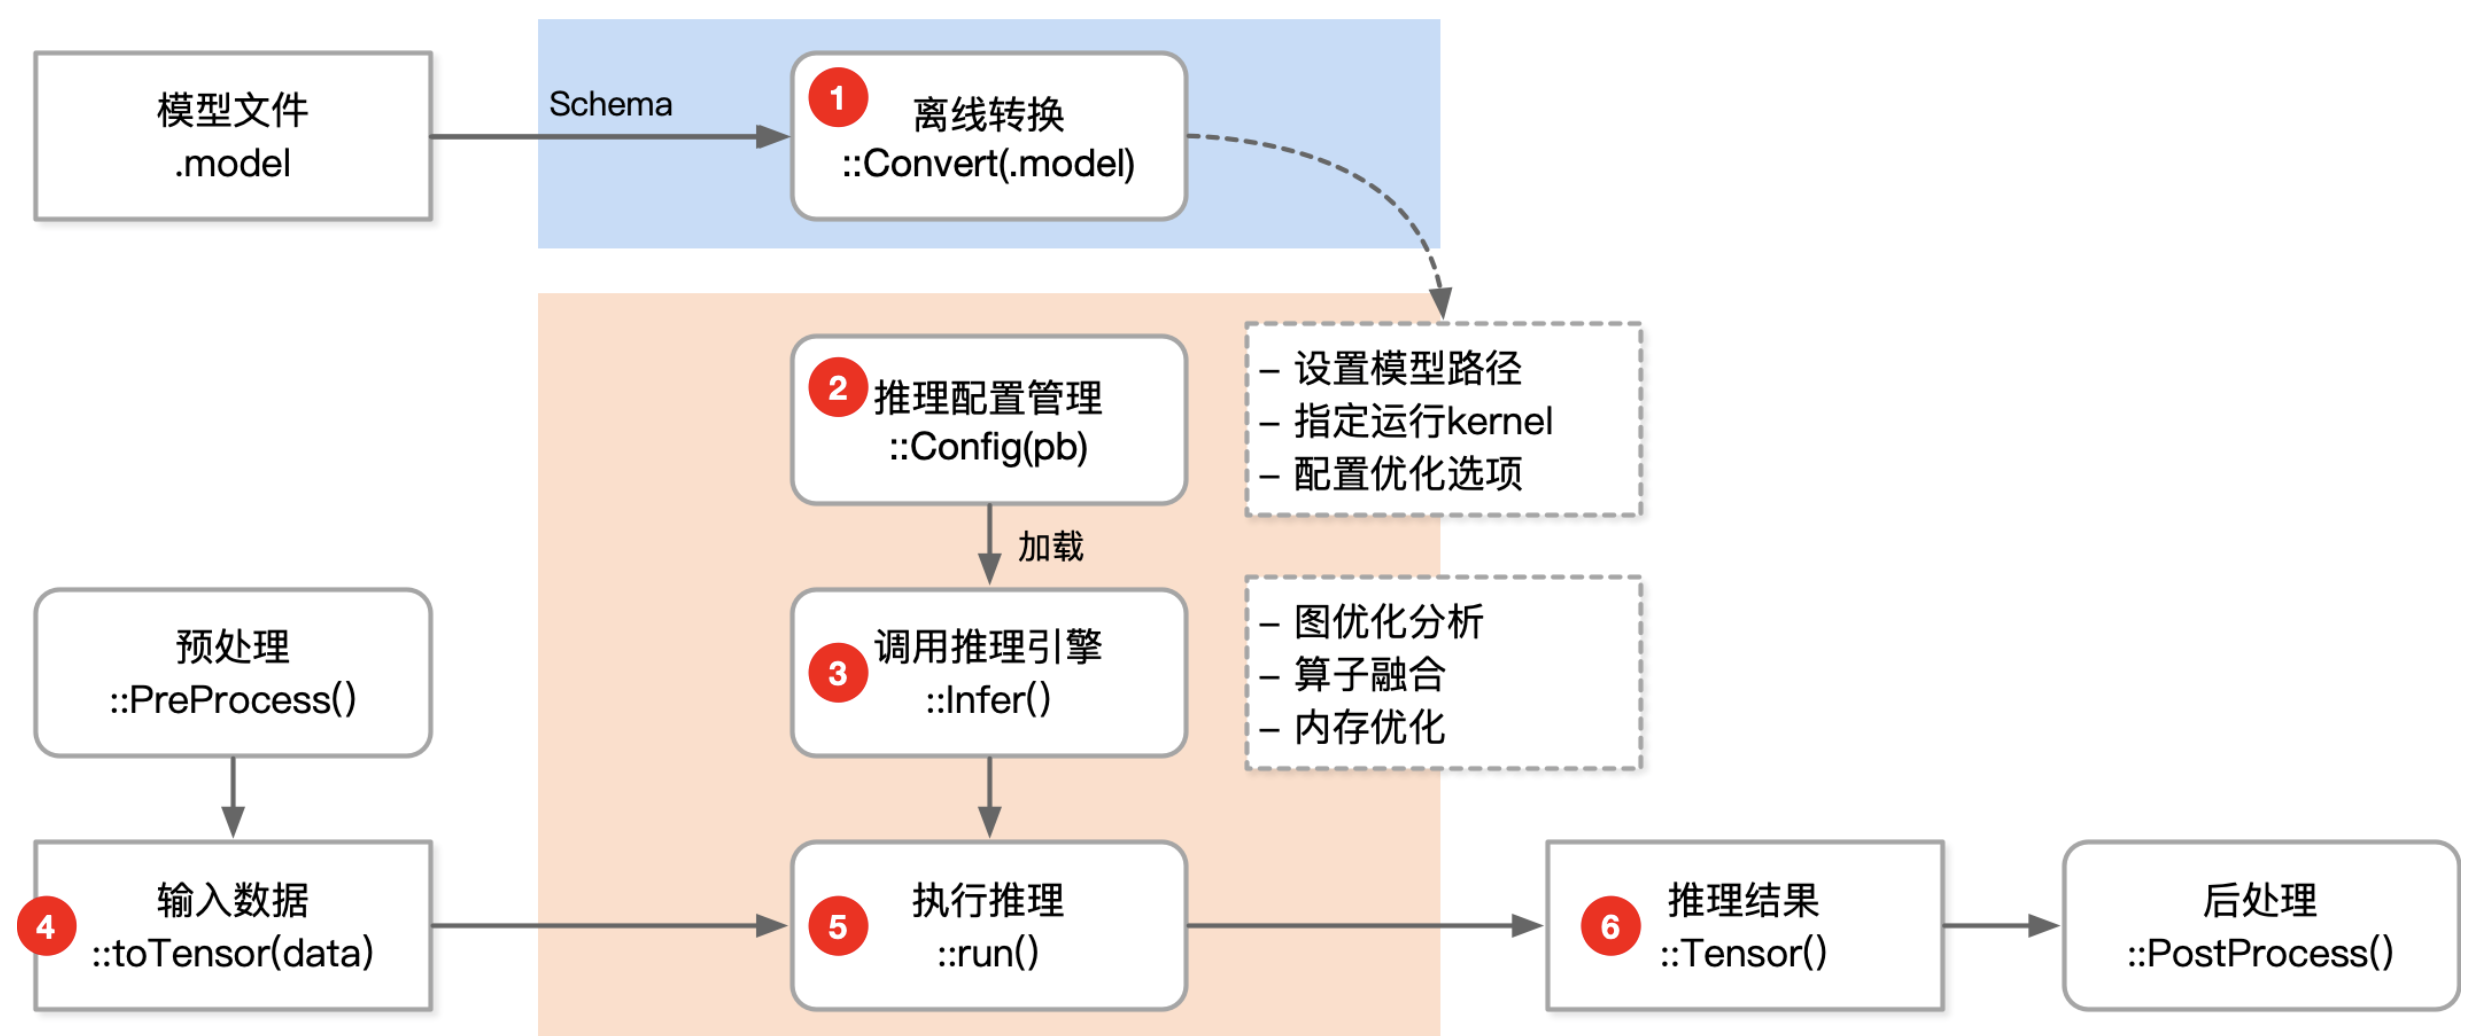 模型文件
.model
Schema
1
离线转换
::Convert(.model)
2
推理配置管理
::Config(pb)
– 设置模型路径
– 指定运行kernel
– 配置优化选项
加载
预处理
::PreProcess()
3
调用推理引擎
::Infer()
– 图优化分析
– 算子融合
– 内存优化
4
输入数据
::toTensor(data)
5
执行推理
::run()
6
推理结果
::Tensor()
后处理
::PostProcess()